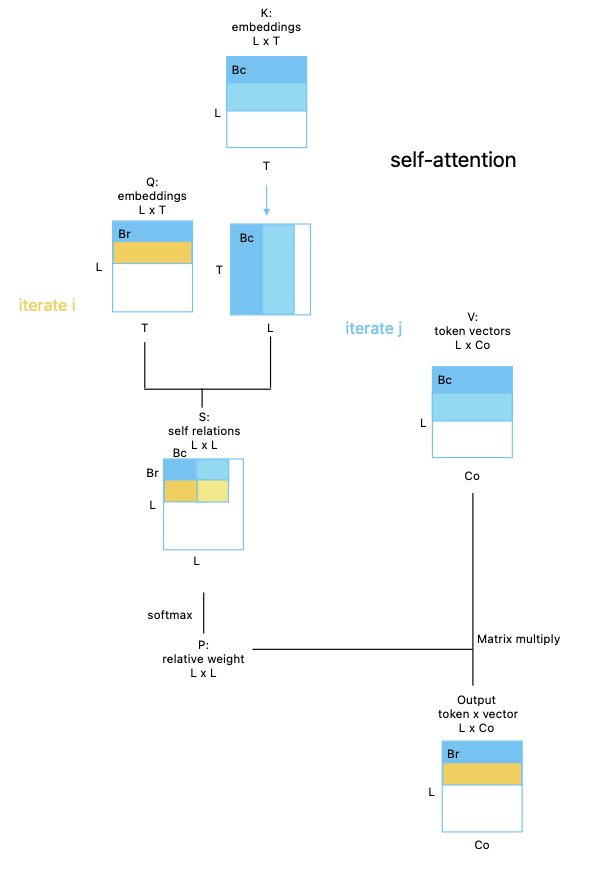 K:
embeddings
L x T
Bc
L
T
self-attention
Q:
embeddings
L x T
Br
L
T
Bc
T
L
iterate i
iterate j
V:
token vectors
L x Co
Bc
L
Co
S:
self relations
L x L
Bc
Br
L
L
softmax
P:
relative weight
L x L
Matrix multiply
Output
token x vector
L x Co
Br
L
Co